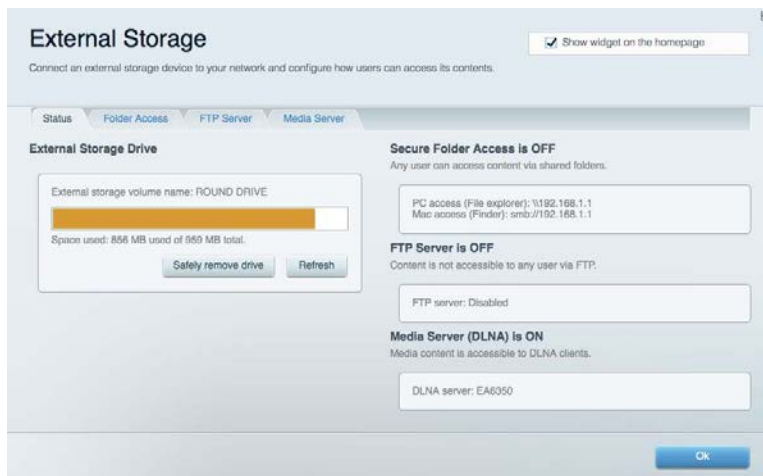 External Storage
Show widget on the homepage
Connect an external storage device to your network and configure how users can access its contents.
Status
Folder Access
FTP Server
Media Server
External Storage Drive
External storage volume name: ROUND DRIVE
Space used: 856 MB used of 959 MB total.
Safely remove drive
Refresh
Secure Folder Access is OFF
Any user can access content via shared folders.
PC access (File explorer): \\192.168.1.1
Mac access (Finder): smb://192.168.1.1
FTP Server is OFF
Content is not accessible to any user via FTP.
FTP server: Disabled
Media Server (DLNA) is ON
Media content is accessible to DLNA clients.
DLNA server: EA6350
Ok